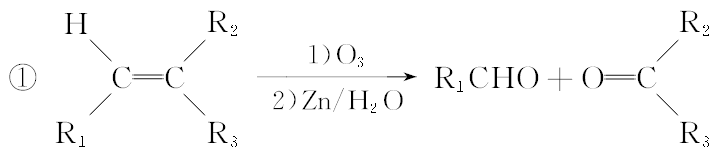 H R₂ R₂
① C═C 1) O₃ R₁CHO + O═C
2) Zn/H₂O
R₁ R₃ R₃